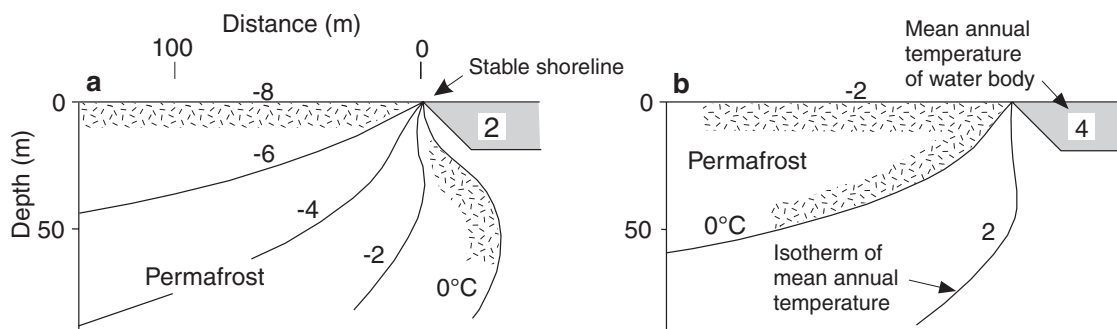 Distance (m)
100
0
a
-8
Stable shoreline
0
2
-6
-4
50
-2
Permafrost
0°C
Depth (m)
Mean annual
temperature
of water body
b
-2
0
4
Permafrost
0°C
50
2
Isotherm of
mean annual
temperature